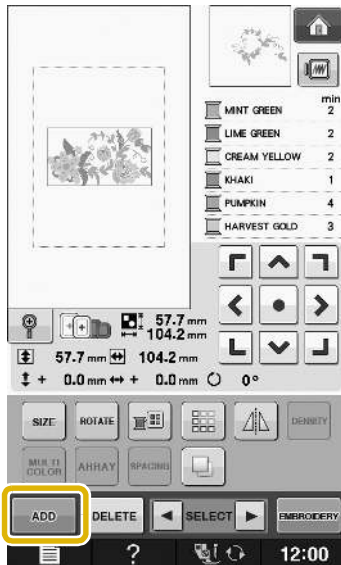 min
MINT GREEN 2
LIME GREEN 2
CREAM YELLOW 2
KHAKI 1
PUMPKIN 4
HARVEST GOLD 3
57.7 mm
104.2 mm
57.7 mm 104.2 mm
+ 0.0 mm + 0.0 mm 0°
SIZE ROTATE DENSITY
MULTI COLOR ARRAY SPACING
ADD DELETE SELECT EMBROIDERY
? 12:00